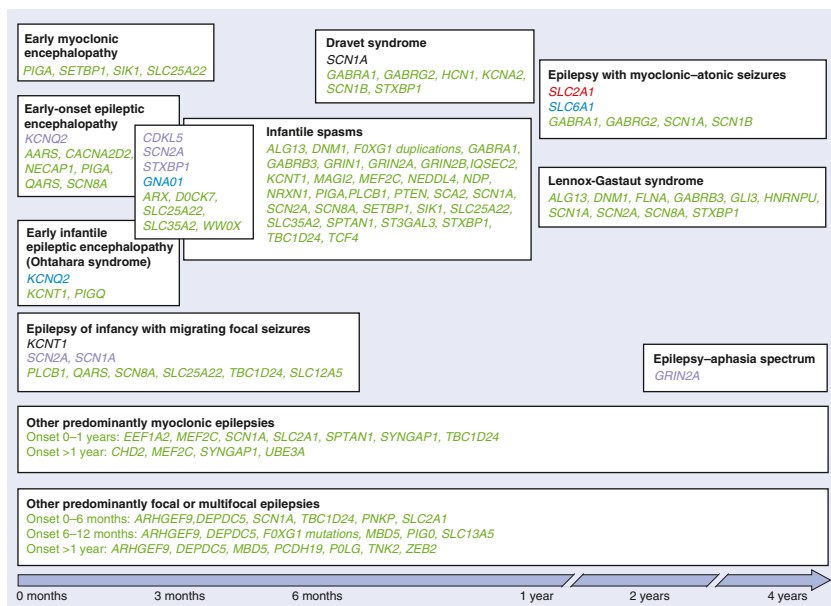 Early myoclonic
encephalopathy
PIGA, SETBP1, SIK1, SLC25A22
Dravet syndrome
SCN1A
GABRA1, GABRG2, HCN1, KCNA2,
SCN1B, STXBP1
Epilepsy with myoclonic–atonic seizures
SLC2A1
SLC6A1
GABRA1, GABRG2, SCN1A, SCN1B
Early-onset epileptic
encephalopathy
KCNQ2
AARS, CACNA2D2,
NECAP1, PIGA,
QARS, SCN8A
CDKL5
SCN2A
STXBP1
GNA01
ARX, D0CK7,
SLC25A22,
SLC35A2, WW0X
Infantile spasms
ALG13, DNM1, F0XG1 duplications, GABRA1,
GABRB3, GRIN1, GRIN2A, GRIN2B,IQSEC2,
KCNT1, MAGI2, MEF2C, NEDDL4, NDP,
NRXN1, PIGA,PLCB1, PTEN, SCA2, SCN1A,
SCN2A, SCN8A, SETBP1, SIK1, SLC25A22,
SLC35A2, SPTAN1, ST3GAL3, STXBP1,
TBC1D24, TCF4
Lennox-Gastaut syndrome
ALG13, DNM1, FLNA, GABRB3, GLI3, HNRNPU,
SCN1A, SCN2A, SCN8A, STXBP1
Early infantile
epileptic encephalopathy
(Ohtahara syndrome)
KCNQ2
KCNT1, PIGQ
Epilepsy of infancy with migrating focal seizures
KCNT1
SCN2A, SCN1A
PLCB1, QARS, SCN8A, SLC25A22, TBC1D24, SLC12A5
Epilepsy–aphasia spectrum
GRIN2A
Other predominantly myoclonic epilepsies
Onset 0–1 years: EEF1A2, MEF2C, SCN1A, SLC2A1, SPTAN1, SYNGAP1, TBC1D24
Onset >1 year: CHD2, MEF2C, SYNGAP1, UBE3A
Other predominantly focal or multifocal epilepsies
Onset 0–6 months: ARHGEF9,DEPDC5, SCN1A, TBC1D24, PNKP, SLC2A1
Onset 6–12 months: ARHGEF9, DEPDC5, F0XG1 mutations, MBD5, PIG0, SLC13A5
Onset >1 year: ARHGEF9, DEPDC5, MBD5, PCDH19, P0LG, TNK2, ZEB2
0 months 3 months 6 months 1 year 2 years 4 years